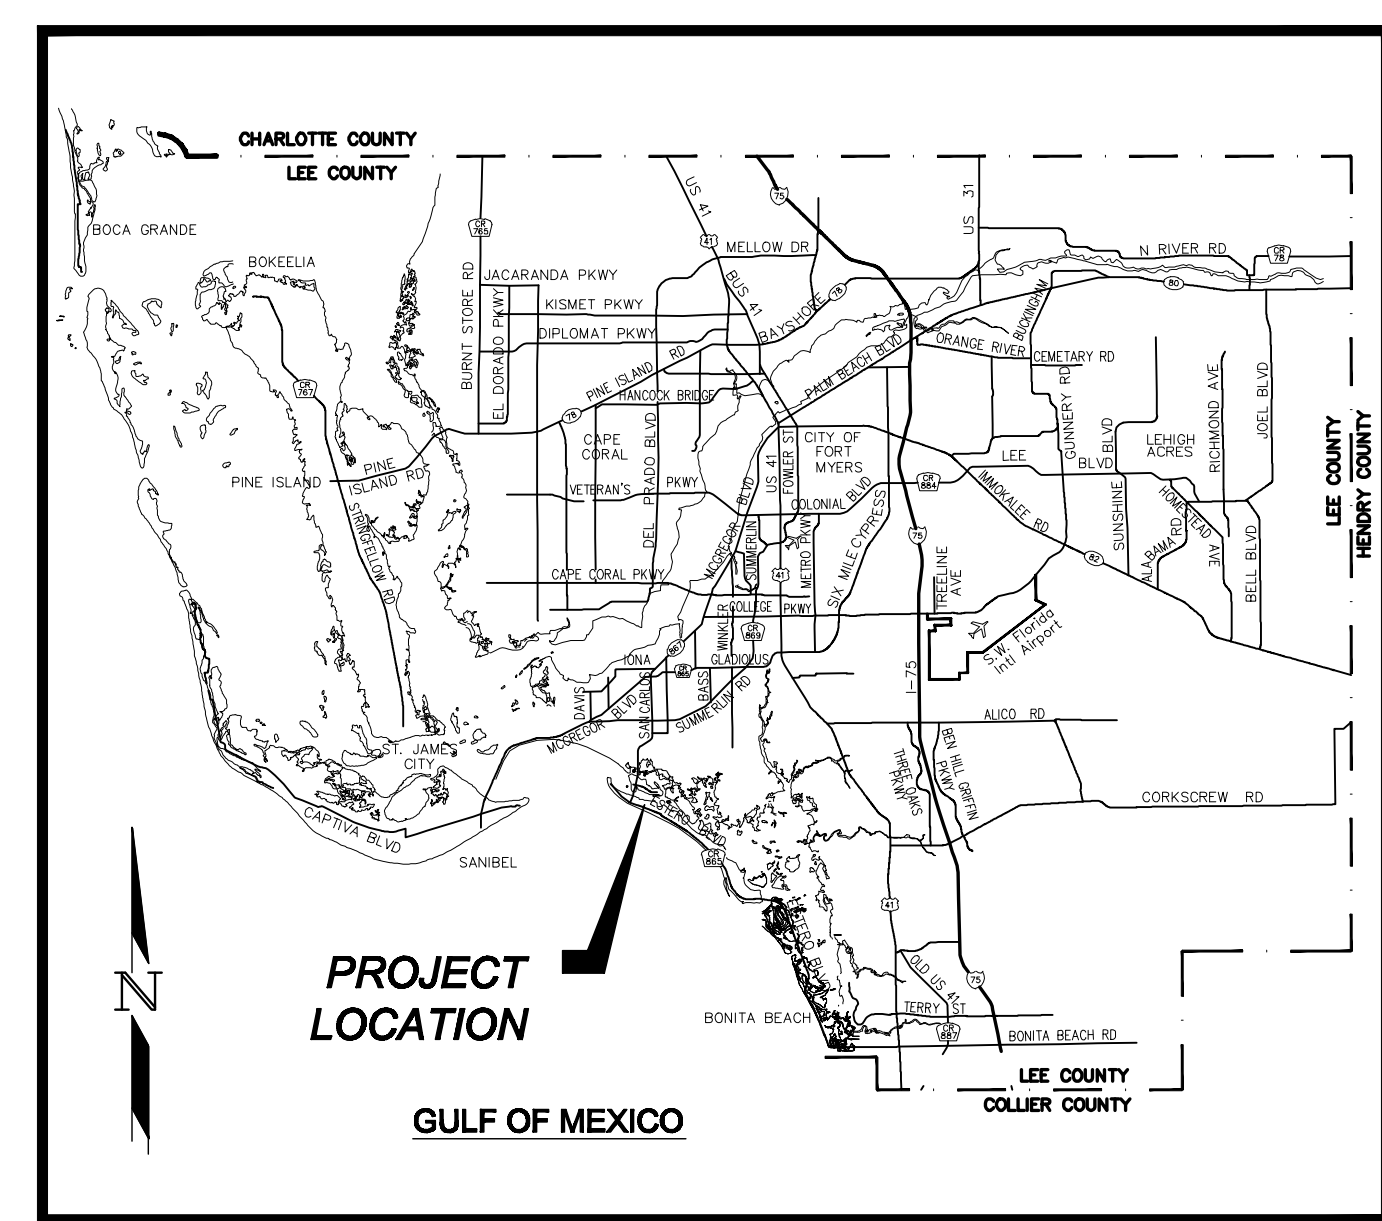 CHARLOTTE COUNTY
LEE COUNTY
US 41
75
US 31
BOCA GRANDE
CR
765
41
MELLOW DR
N RIVER RD
CR
78
BOKEELIA
BURNT STORE RD
JACARANDA PKWY
EL DORADO PKWY
KISMET PKWY
BUS 41
BAYSHORE
78
80
BUCKINGHAM
DIPLOMAT PKWY
PINE ISLAND RD
PALM BEACH BLVD
ORANGE RIVER
CEMETARY RD
CR
767
78
HANCOCK BRIDGE
GUNNERY RD
RICHMOND AVE
JOEL BLVD
CAPE
CORAL
DEL PRADO BLVD
US 41
FOWLER ST
CITY OF
FORT
MYERS
LEE
BLVD
BLVD
SUNSHINE
LEHIGH
ACRES
LEE COUNTY
HENDRY COUNTY
PINE ISLAND
PINE
ISLAND RD
VETERAN'S
PKWY
MCGREGOR BLVD
COLONIAL BLVD
CR
884
IMMOKALEE RD
HOMESTEAD
AVE
ALABAMA RD
BELL BLVD
STRINGFELLOW RD
SUMMERLIN
METRO PKWY
SIX MILE CYPRESS
75
82
CAPE CORAL PKWY
41
TREELINE
AVE
WINKLER
COLLEGE PKWY
CR
869
867
S.W. Florida
Intl Airport
IONA
CR
865
GLADIOLUS
DAVIS
SAN CARLOS
BASS
SUMMERLIN RD
MCGREGOR BLVD
I-75
ALICO RD
ST. JAMES
CITY
THREE OAKS
PKWY
BEN HILL GRIFFIN
PKWY
CORKSCREW RD
CAPTIVA BLVD
SANIBEL
ESTERO BLVD
CR
865
41
N
PROJECT
LOCATION
OLD US 41
75
BONITA BEACH
TERRY ST
CR
887
BONITA BEACH RD
LEE COUNTY
COLLIER COUNTY
GULF OF MEXICO